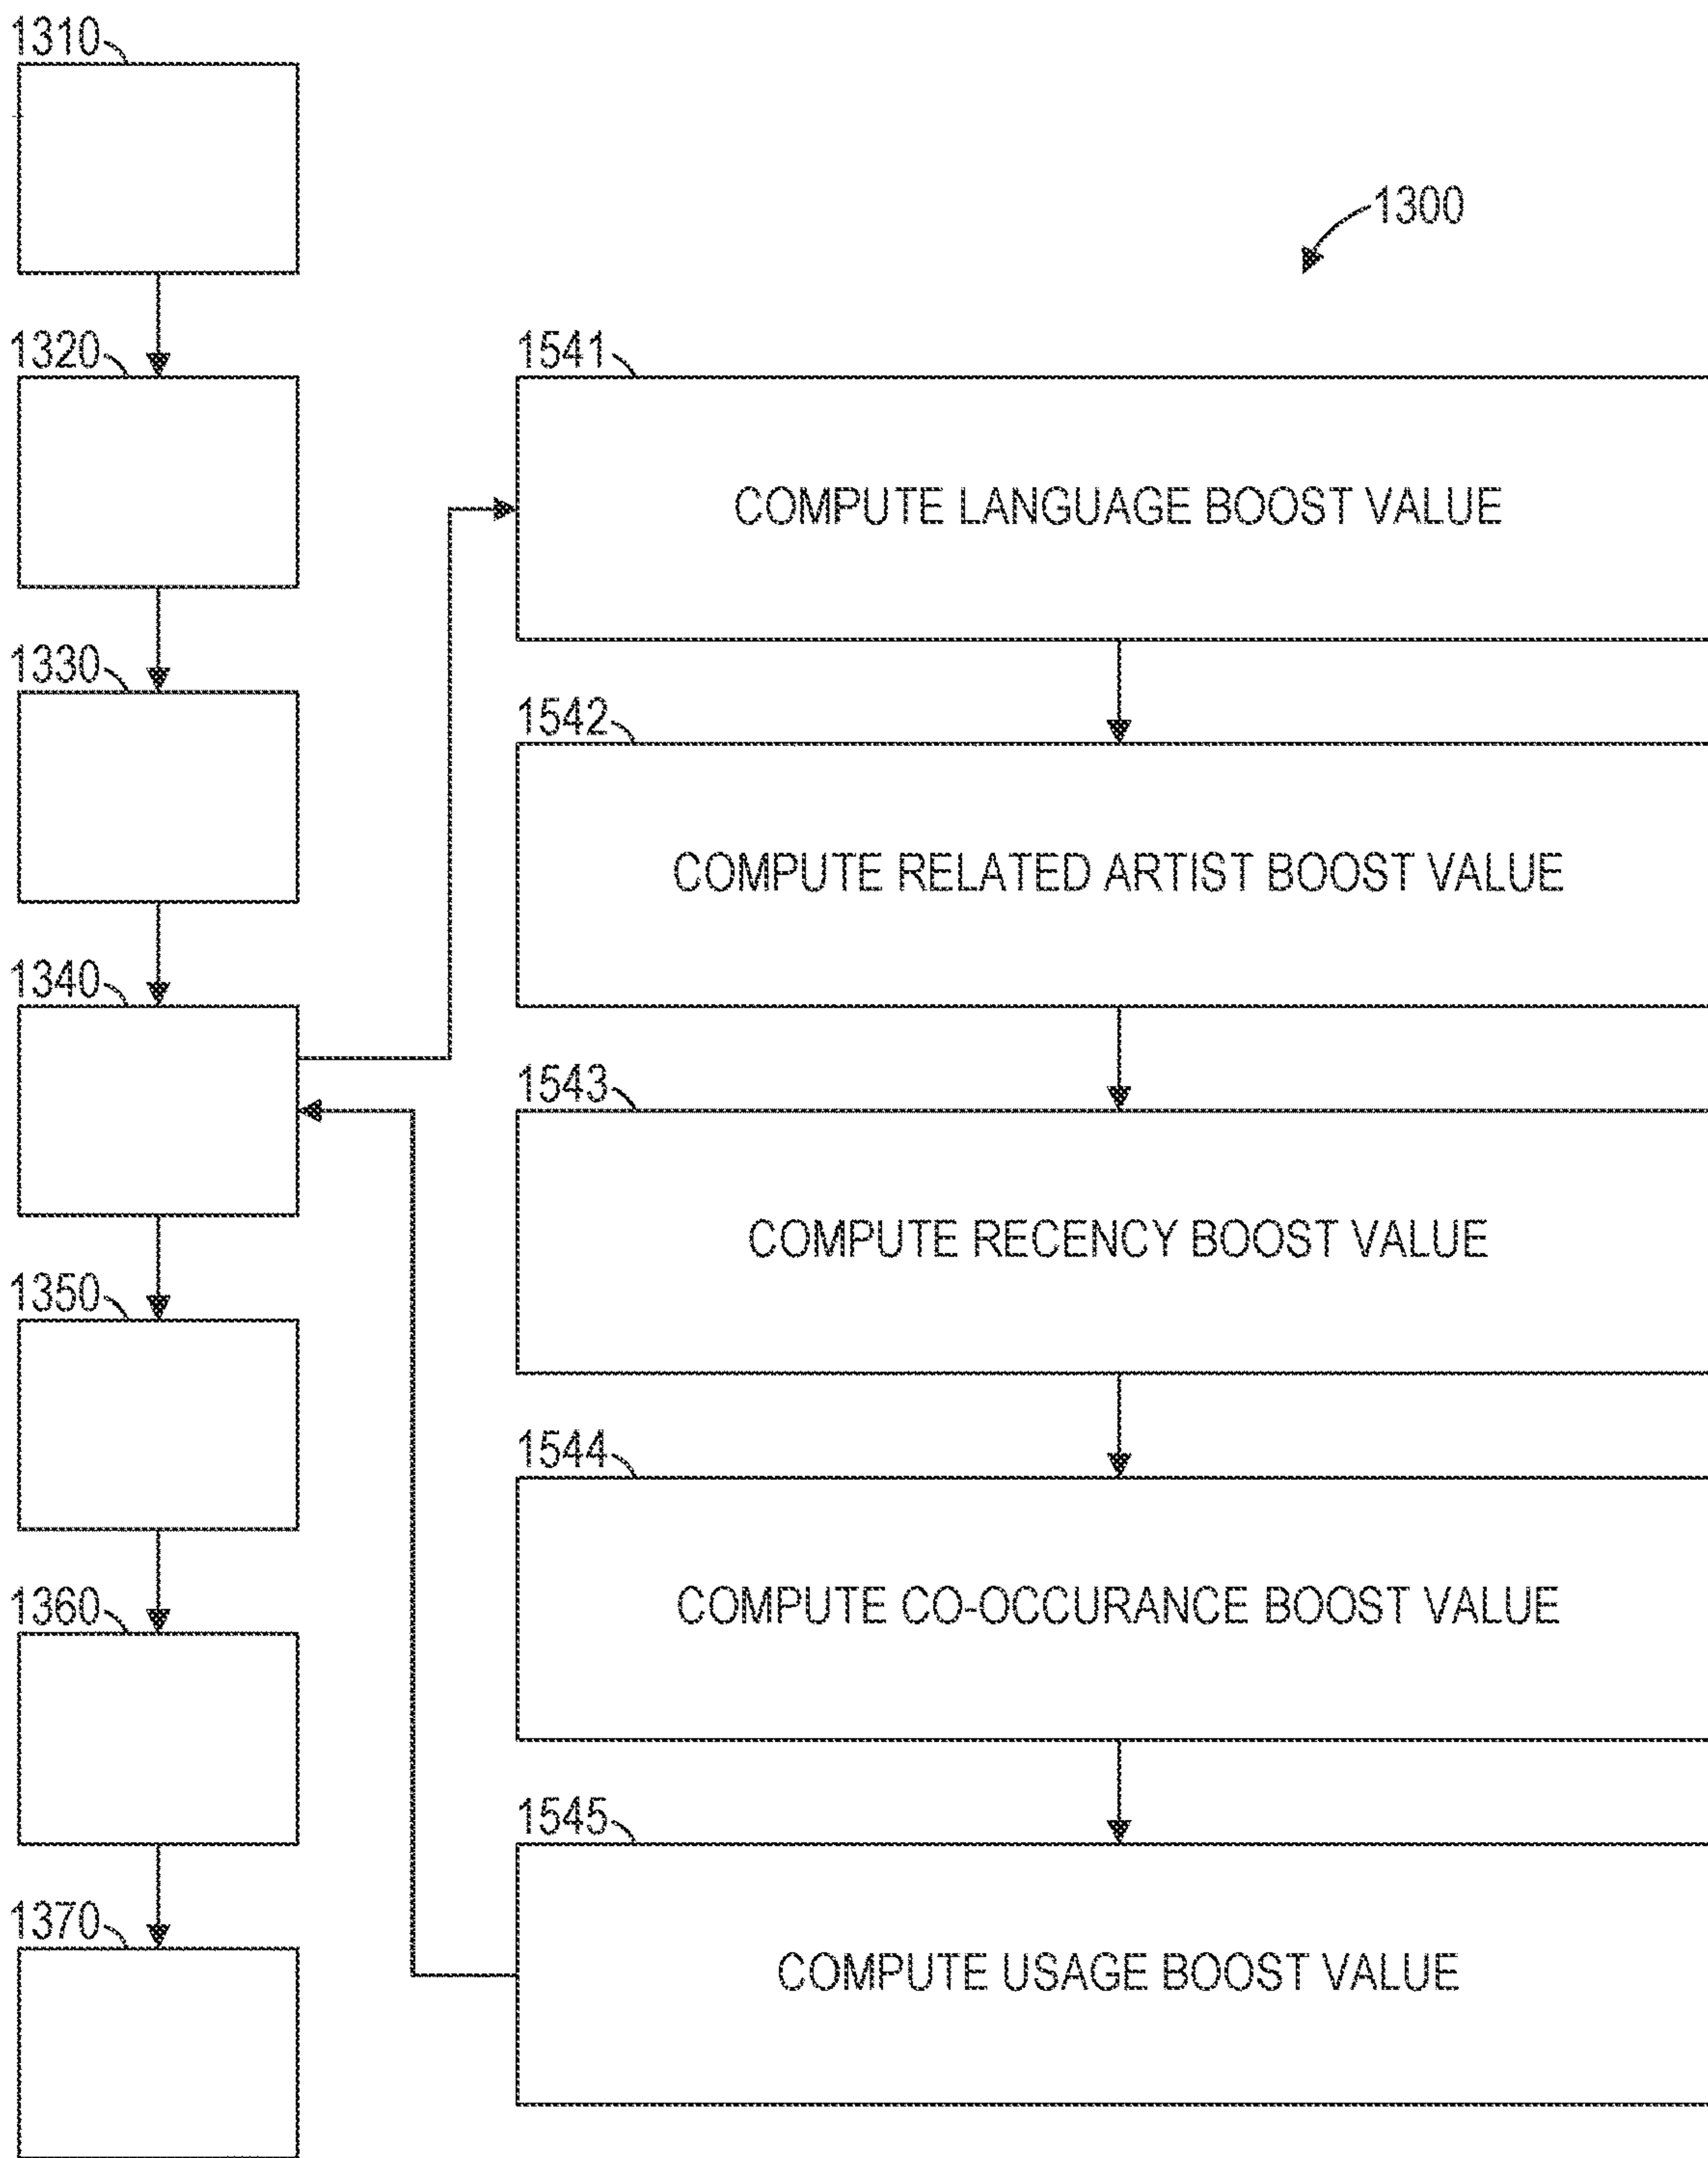 1310
1300
1320
1541
COMPUTE LANGUAGE BOOST VALUE
1330
1542
COMPUTE RELATED ARTIST BOOST VALUE
1340
1543
COMPUTE RECENCY BOOST VALUE
1350
1544
COMPUTE CO-OCCURANCE BOOST VALUE
1360
1545
COMPUTE USAGE BOOST VALUE
1370